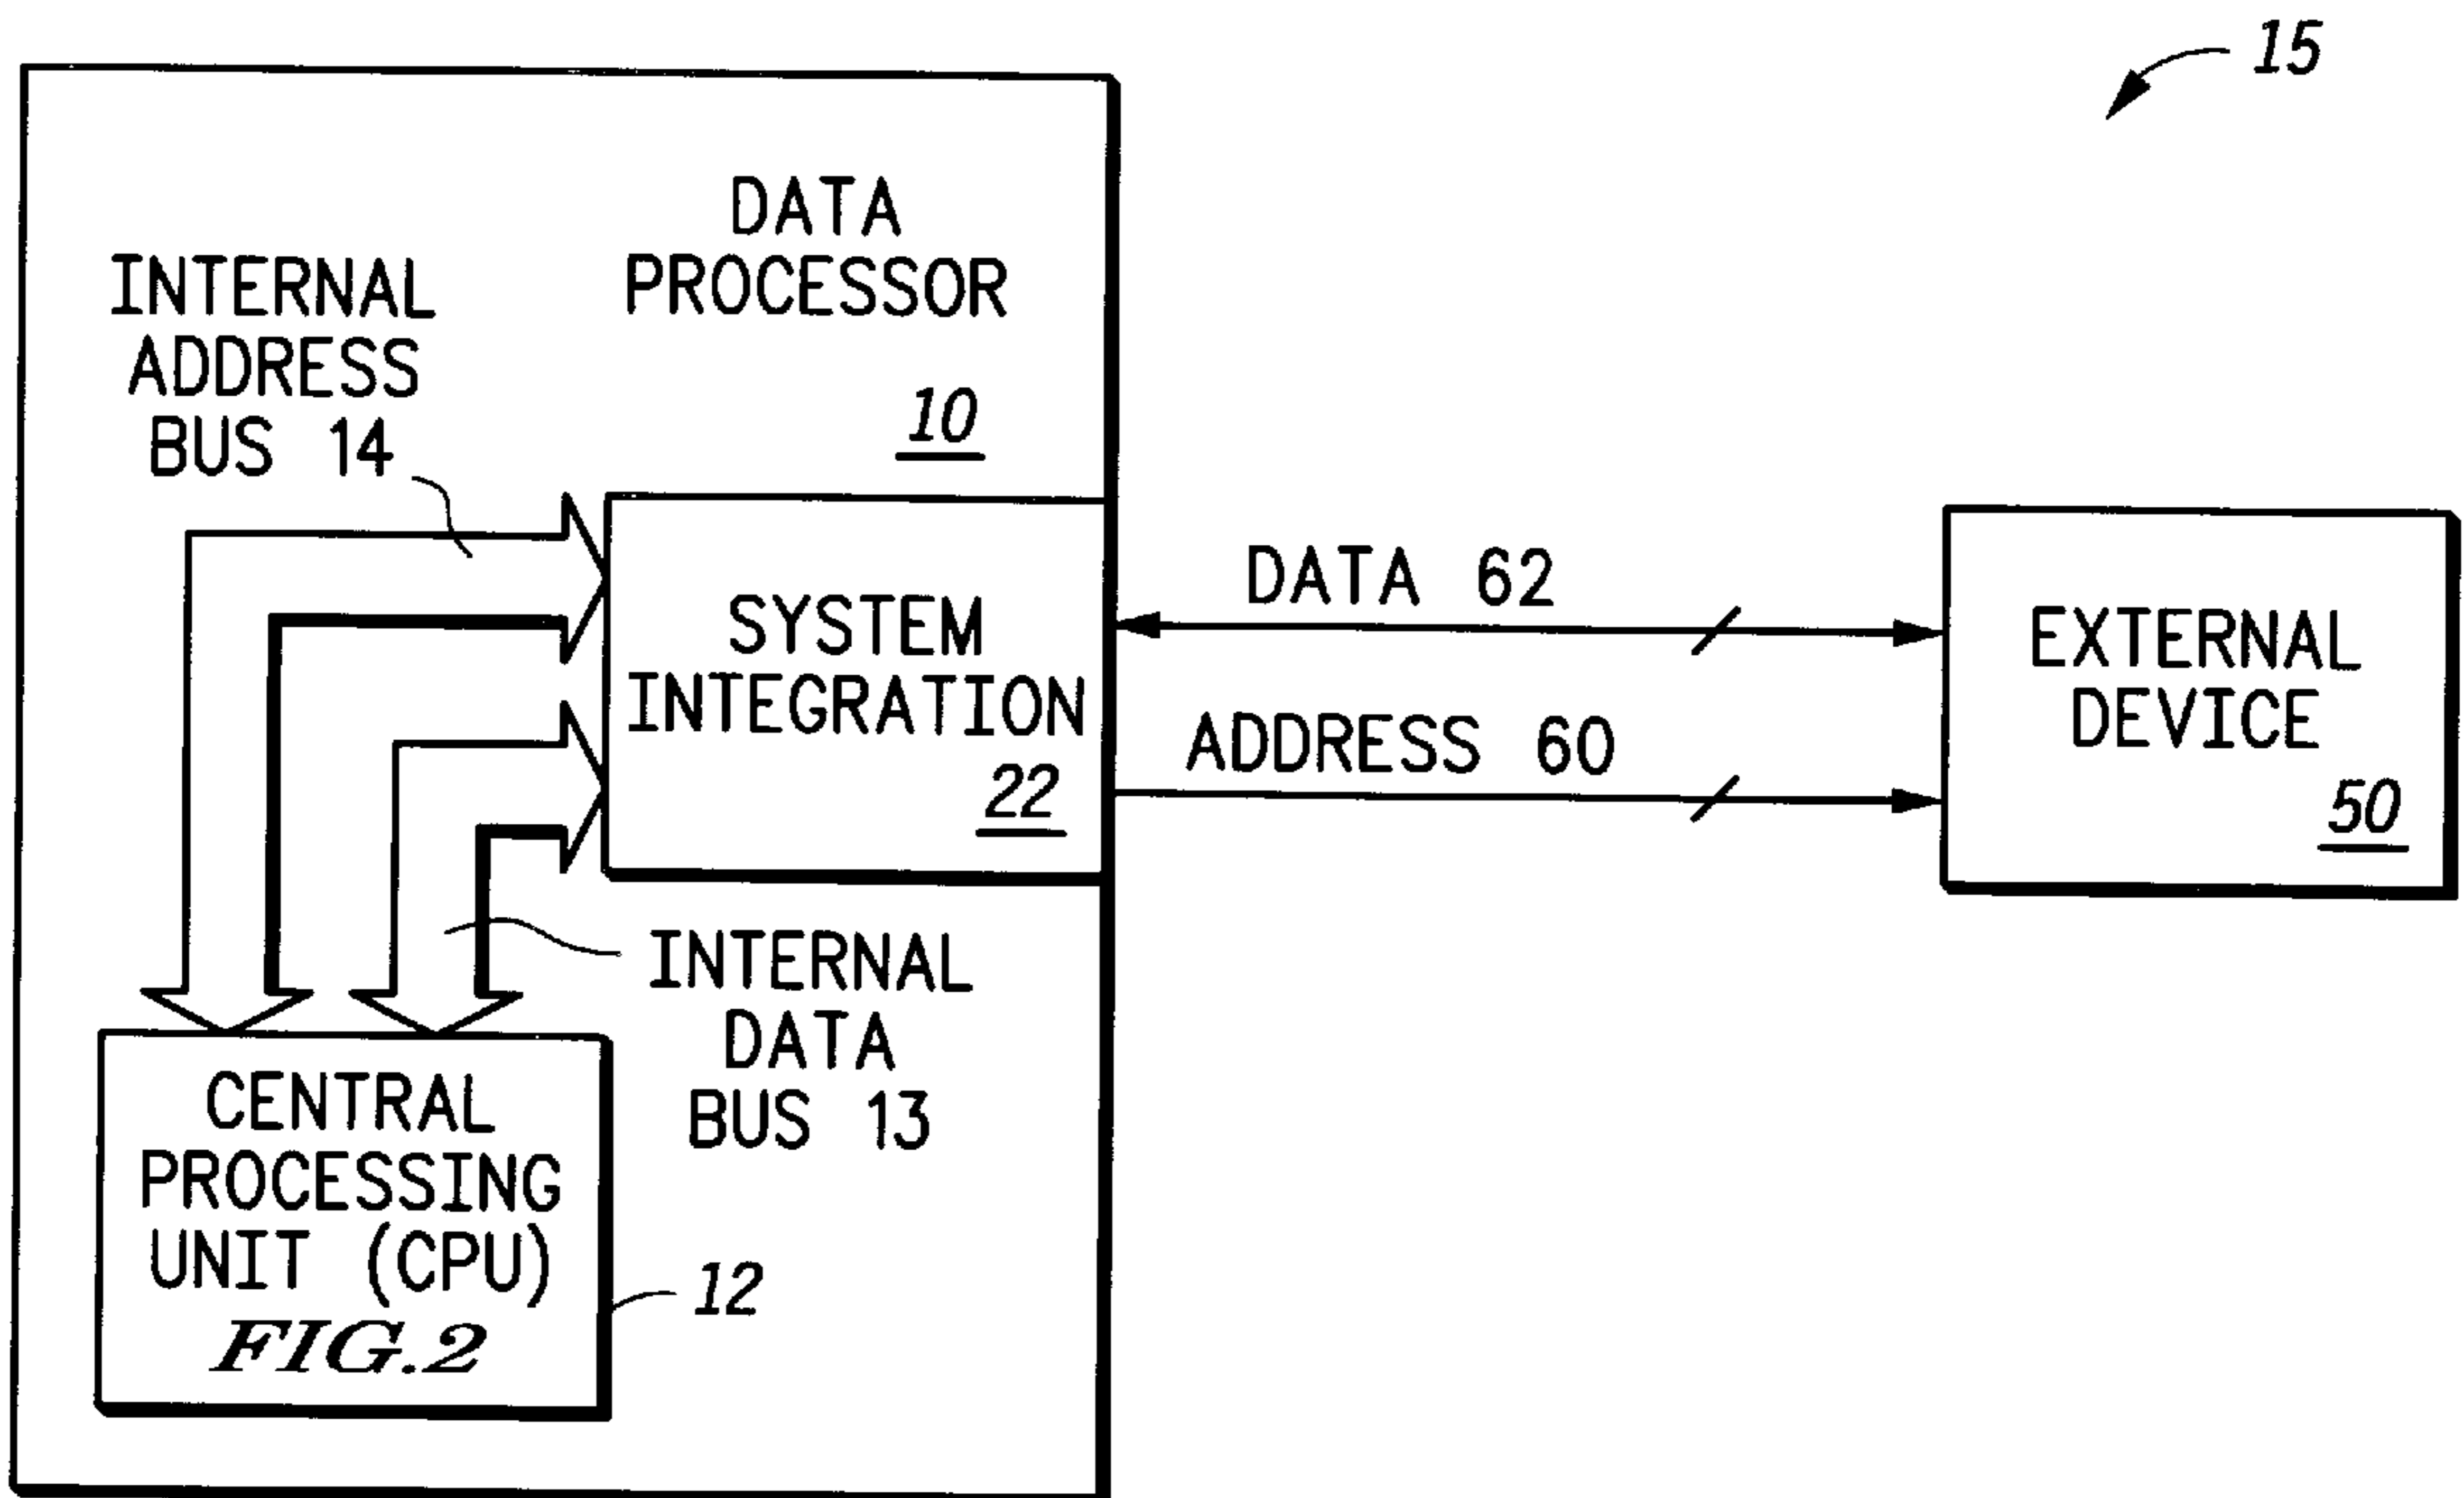 15
DATA
PROCESSOR
10
INTERNAL
ADDRESS
BUS 14
SYSTEM
INTEGRATION
22
DATA 62
ADDRESS 60
EXTERNAL
DEVICE
50
INTERNAL
DATA
BUS 13
CENTRAL
PROCESSING
UNIT (CPU)
FIG.2
12